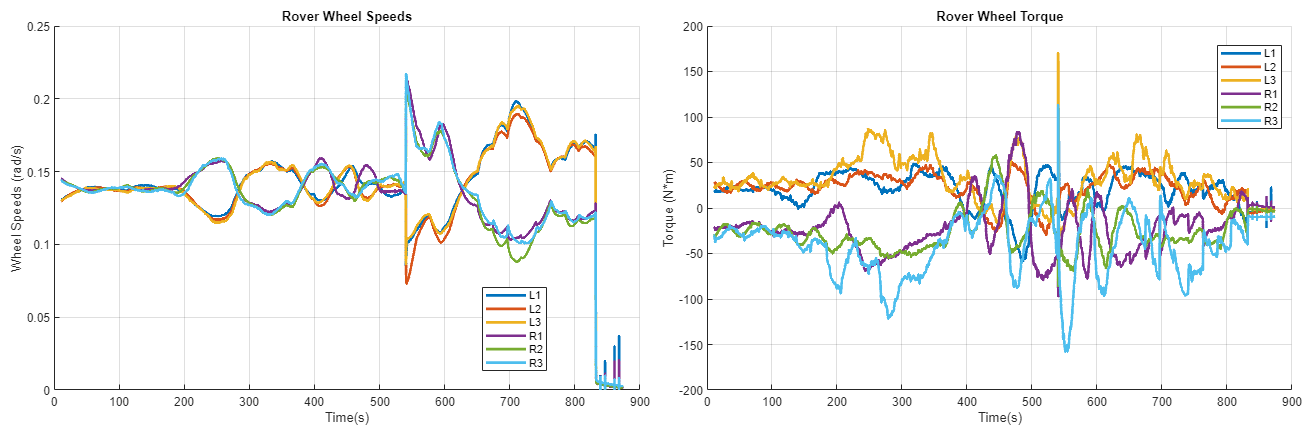 Rover Wheel Speeds
0.25
0.2
0.15
0.1
0.05
0
Wheel Speeds (rad/s)
0 100 200 300 400 500 600 700 800 900
Time(s)
L1
L2
L3
R1
R2
R3
Rover Wheel Torque
200
150
100
50
0
-50
-100
-150
-200
Torque (N*m)
0 100 200 300 400 500 600 700 800 900
Time(s)
L1
L2
L3
R1
R2
R3